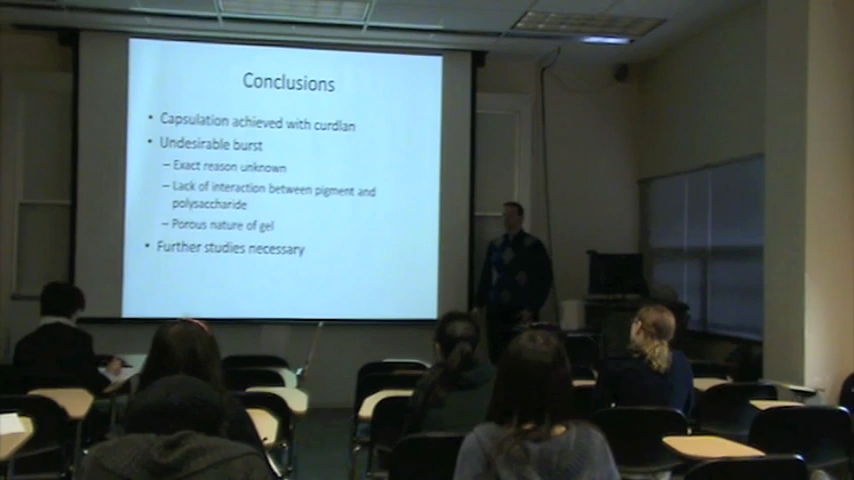 Conclusions
• Capsulation achieved with curdlan
• Undesirable burst
– Exact reason unknown
– Lack of interaction between pigment and
polysaccharide
– Porous nature of gel
• Further studies necessary